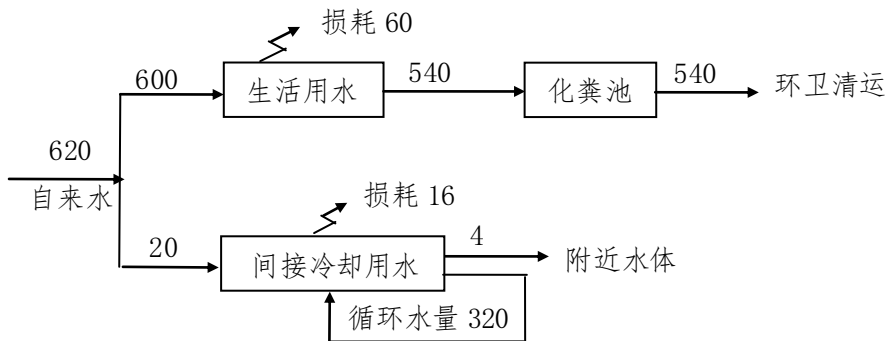 损耗 60
600
生活用水
540
化粪池
540
环卫清运
620
自来水
损耗 16
20
间接冷却用水
4
附近水体
循环水量 320